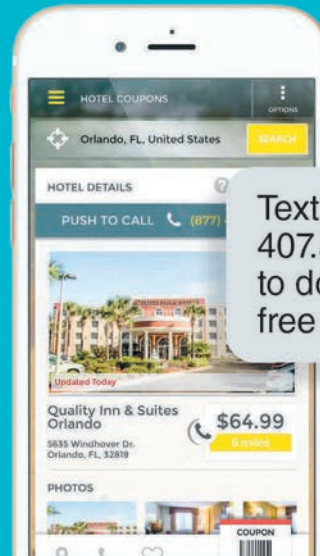 HOTEL COUPONS
OPTIONS
Orlando, FL, United States
SEARCH
HOTEL DETAILS
?
PUSH TO CALL (877)
Text
407.
to do
free
Updated Today
Quality Inn & Suites
Orlando
$64.99
6 miles
5635 Windhover Dr.
Orlando, FL, 32819
PHOTOS
COUPON